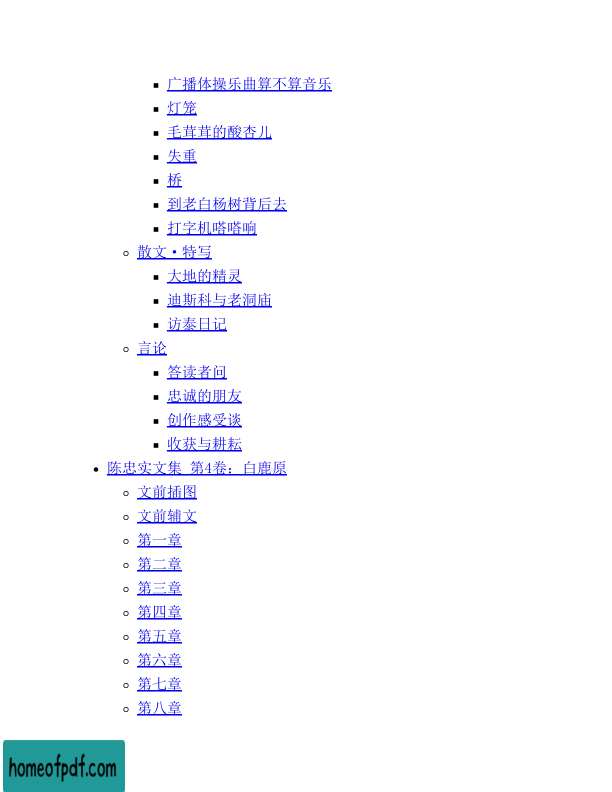 广播体操乐曲算不算音乐
灯笼
毛茸茸的酸杏儿
失重
桥
到老白杨树背后去
打字机嗒嗒响
散文·特写
大地的精灵
迪斯科与老洞庙
访泰日记
言论
答读者问
忠诚的朋友
创作感受谈
收获与耕耘
陈忠实文集 第4卷：白鹿原
文前插图
文前辅文
第一章
第二章
第三章
第四章
第五章
第六章
第七章
第八章
homeofpdf.com